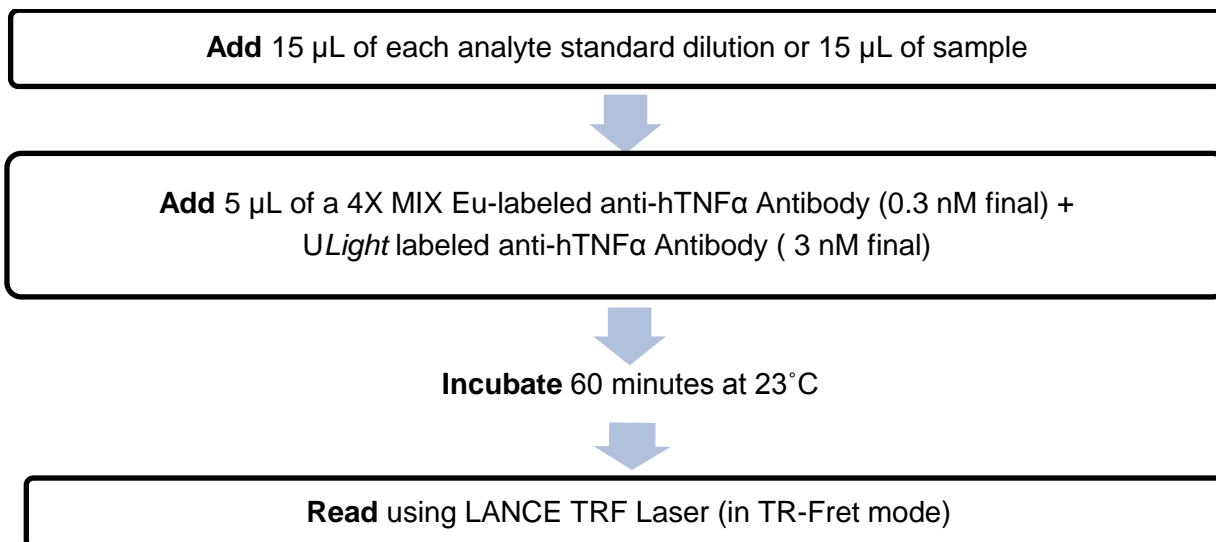 Add 15 µL of each analyte standard dilution or 15 µL of sample
Add 5 µL of a 4X MIX Eu-labeled anti-hTNFα Antibody (0.3 nM final) +
ULight labeled anti-hTNFα Antibody ( 3 nM final)
Incubate 60 minutes at 23˚C
Read using LANCE TRF Laser (in TR-Fret mode)